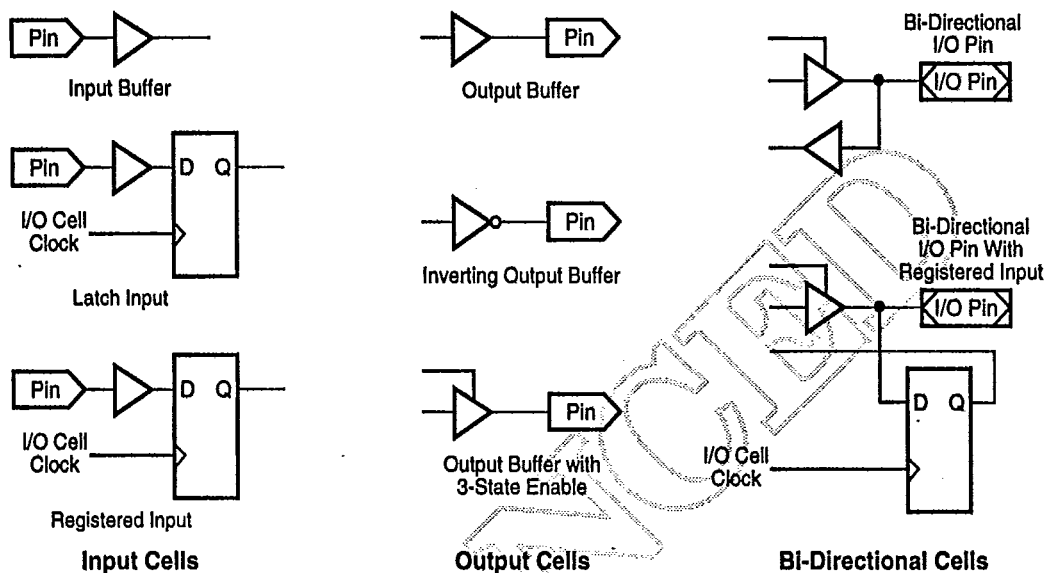 Pin
Input Buffer
Pin
D Q
I/O Cell
Clock
Latch Input
Pin
D Q
I/O Cell
Clock
Registered Input
Input Cells
Pin
Output Buffer
Pin
Inverting Output Buffer
Pin
Output Buffer with
3-State Enable
Output Cells
Bi-Directional
I/O Pin
I/O Pin
Bi-Directional
I/O Pin With
Registered Input
I/O Pin
D Q
I/O Cell
Clock
Bi-Directional Cells